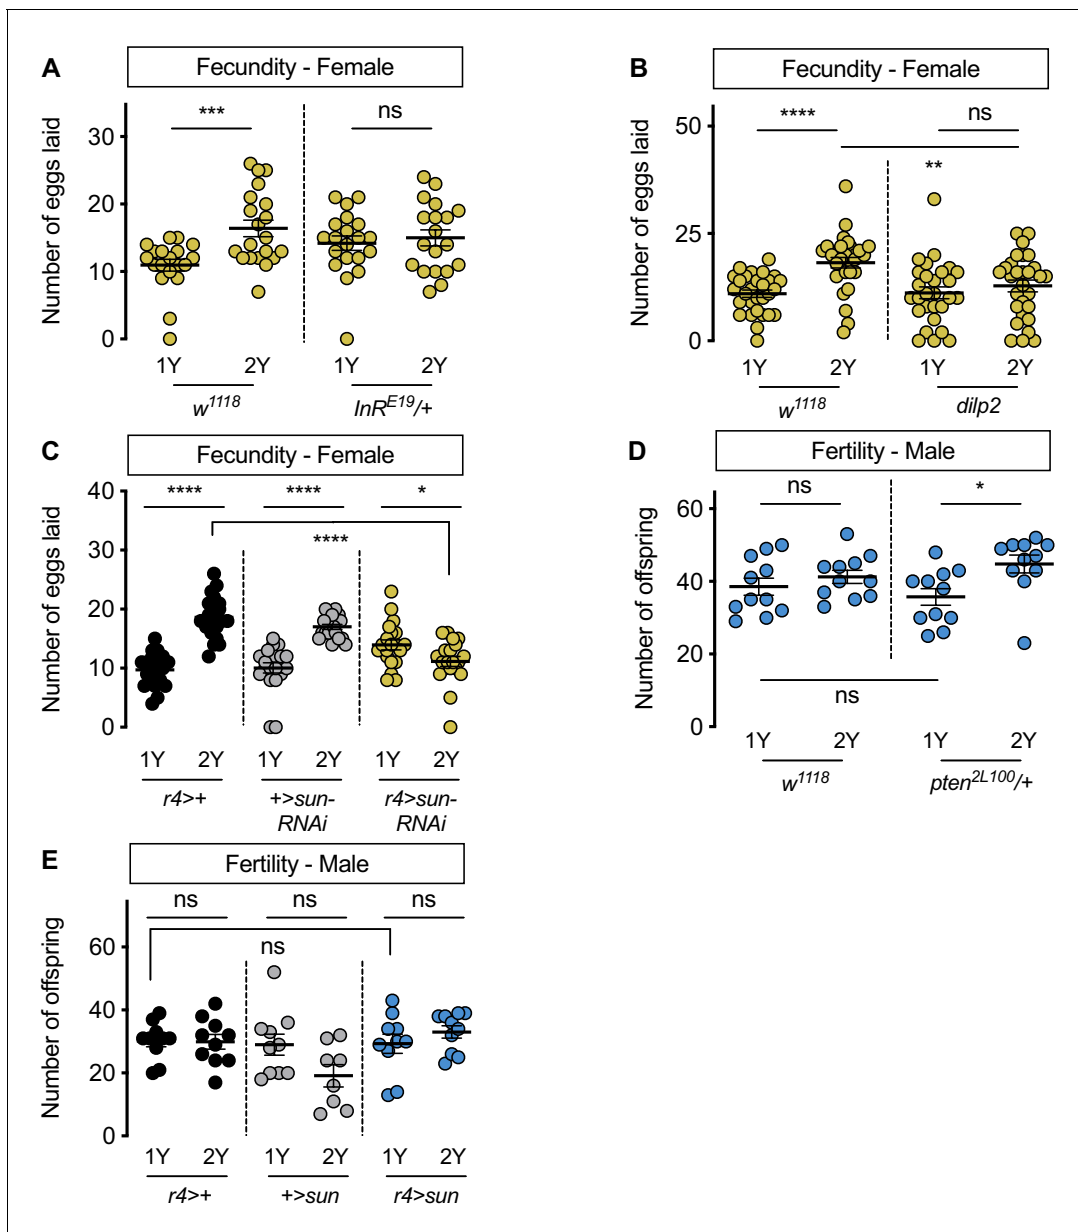 A
Fecundity - Female
Number of eggs laid
30
20
10
0
***
ns
1Y 2Y 1Y 2Y
w1118 InRE19/+
B
Fecundity - Female
Number of eggs laid
50
25
0
****
ns
**
1Y 2Y 1Y 2Y
w1118 dilp2
C
Fecundity - Female
Number of eggs laid
40
30
20
10
0
**** **** *
****
1Y 2Y 1Y 2Y 1Y 2Y
r4>+ +>sun- r4>sun-
RNAi RNAi
D
Fertility - Male
Number of offspring
60
40
20
0
ns
*
ns
1Y 2Y 1Y 2Y
w1118 pten2L100/+
E
Fertility - Male
Number of offspring
60
40
20
0
ns ns ns
ns
1Y 2Y 1Y 2Y 1Y 2Y
r4>+ +>sun r4>sun